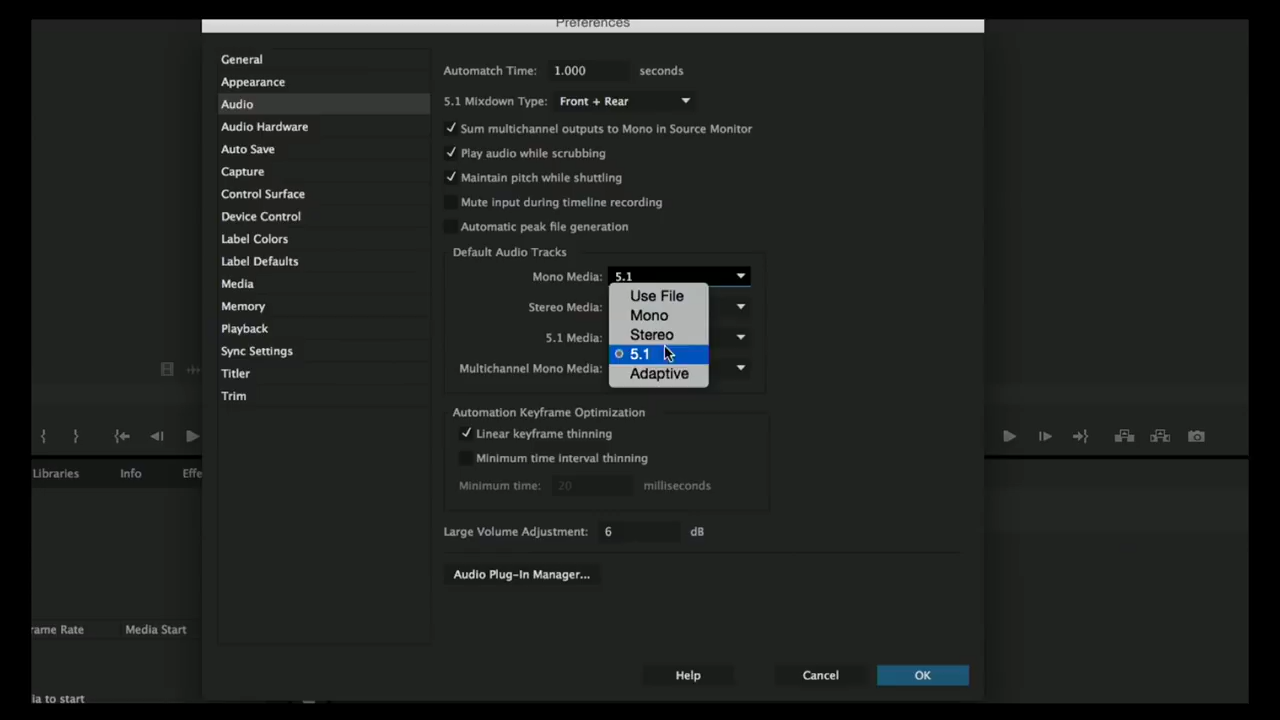 Preferences
General
Appearance
Audio
Audio Hardware
Auto Save
Capture
Control Surface
Device Control
Label Colors
Label Defaults
Media
Memory
Playback
Sync Settings
Titler
Trim
Automatch Time: 1.000 seconds
5.1 Mixdown Type: Front + Rear
Sum multichannel outputs to Mono in Source Monitor
Play audio while scrubbing
Maintain pitch while shuttling
Mute input during timeline recording
Automatic peak file generation
Default Audio Tracks
Mono Media: 5.1
Use File
Mono
Stereo
5.1
Adaptive
Stereo Media:
5.1 Media:
Multichannel Mono Media:
Automation Keyframe Optimization
Linear keyframe thinning
Minimum time interval thinning
Minimum time: 20 milliseconds
Large Volume Adjustment: 6 dB
Audio Plug-In Manager...
Help Cancel OK
Libraries Info Effe
rame Rate Media Start
ia to start